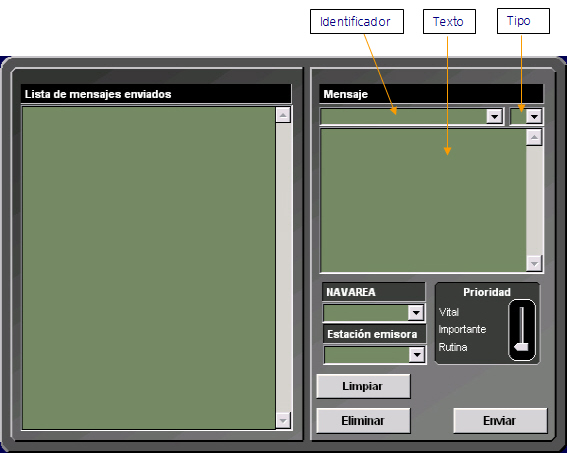 Identificador
Texto
Tipo
Lista de mensajes enviados
Mensaje
NAVAREA
Estación emisora
Prioridad
Vital
Importante
Rutina
Limpiar
Eliminar
Enviar